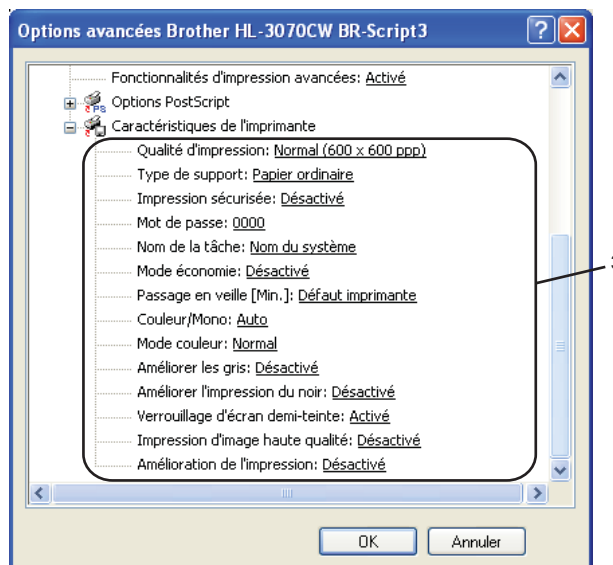 Options avancées Brother HL-3070CW BR-Script3
Fonctionnalités d'impression avancées: Activé
Options PostScript
Caractéristiques de l'imprimante
Qualité d'impression: Normal (600 x 600 ppp)
Type de support: Papier ordinaire
Impression sécurisée: Désactivé
Mot de passe: 0000
Nom de la tâche: Nom du système
Mode économie: Désactivé
Passage en veille [Min.]: Défaut imprimante
Couleur/Mono: Auto
Mode couleur: Normal
Améliorer les gris: Désactivé
Améliorer l'impression du noir: Désactivé
Verrouillage d'écran demi-teinte: Activé
Impression d'image haute qualité: Désactivé
Amélioration de l'impression: Désactivé
OK Annuler